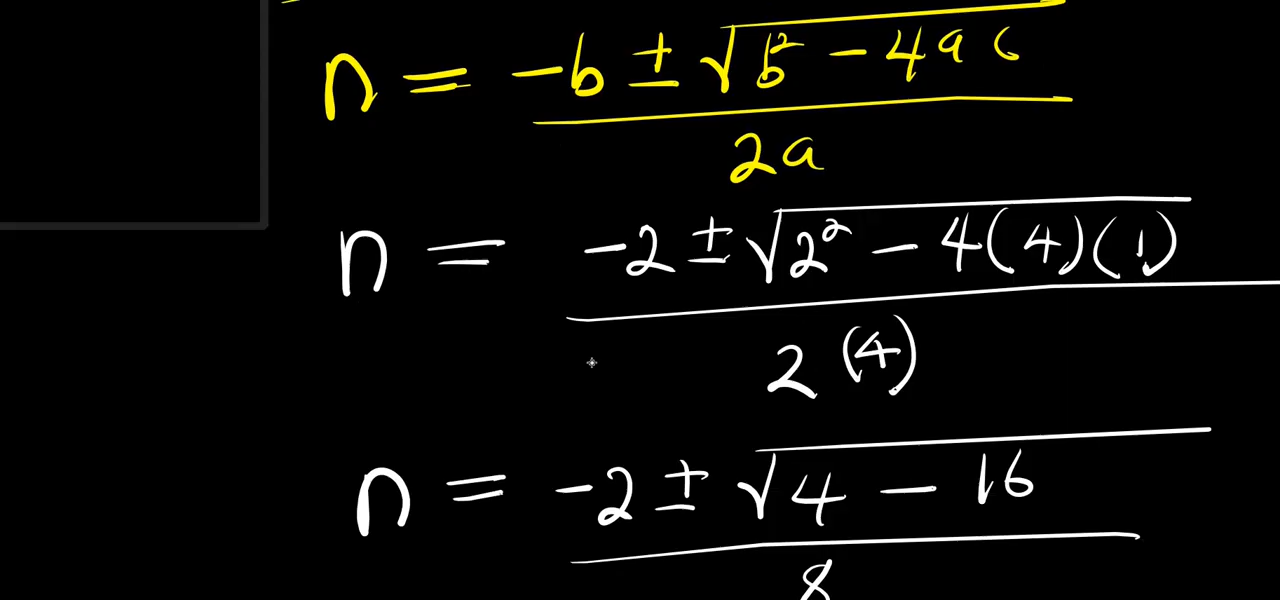 n = -b ± √(b² - 4ac) / 2a
n = -2 ± √(2² - 4(4)(1)) / 2(4)
n = -2 ± √(4 - 16) / 8